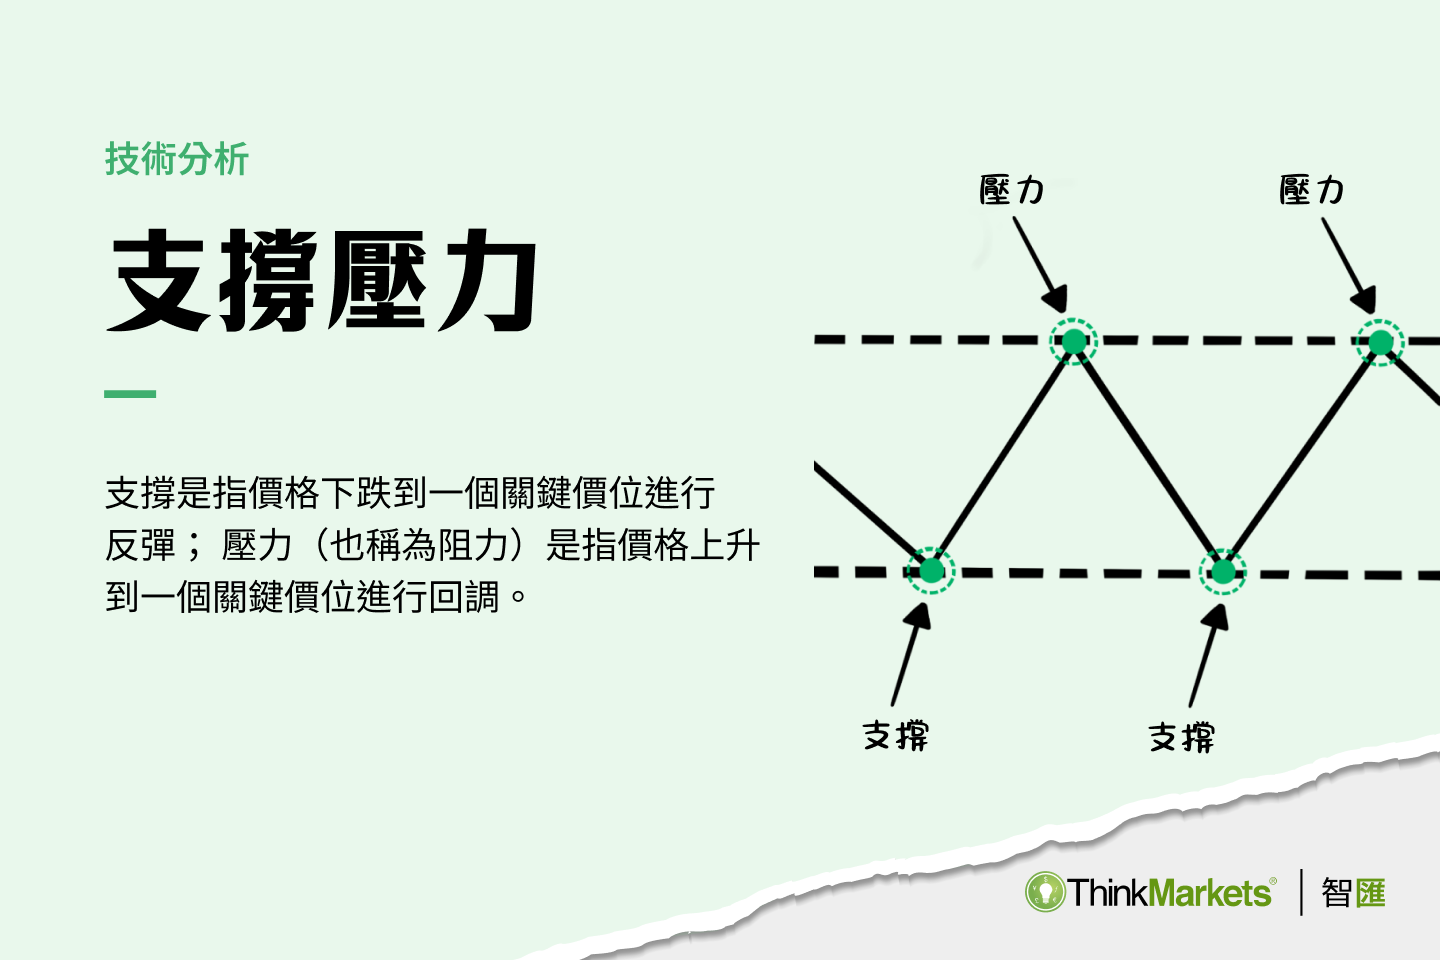 技術分析
支撐壓力
支撐是指價格下跌到一個關鍵價位進行
反彈； 壓力（也稱為阻力）是指價格上升
到一個關鍵價位進行回調。
壓力
壓力
支撐
支撐
ThinkMarkets® | 智匯